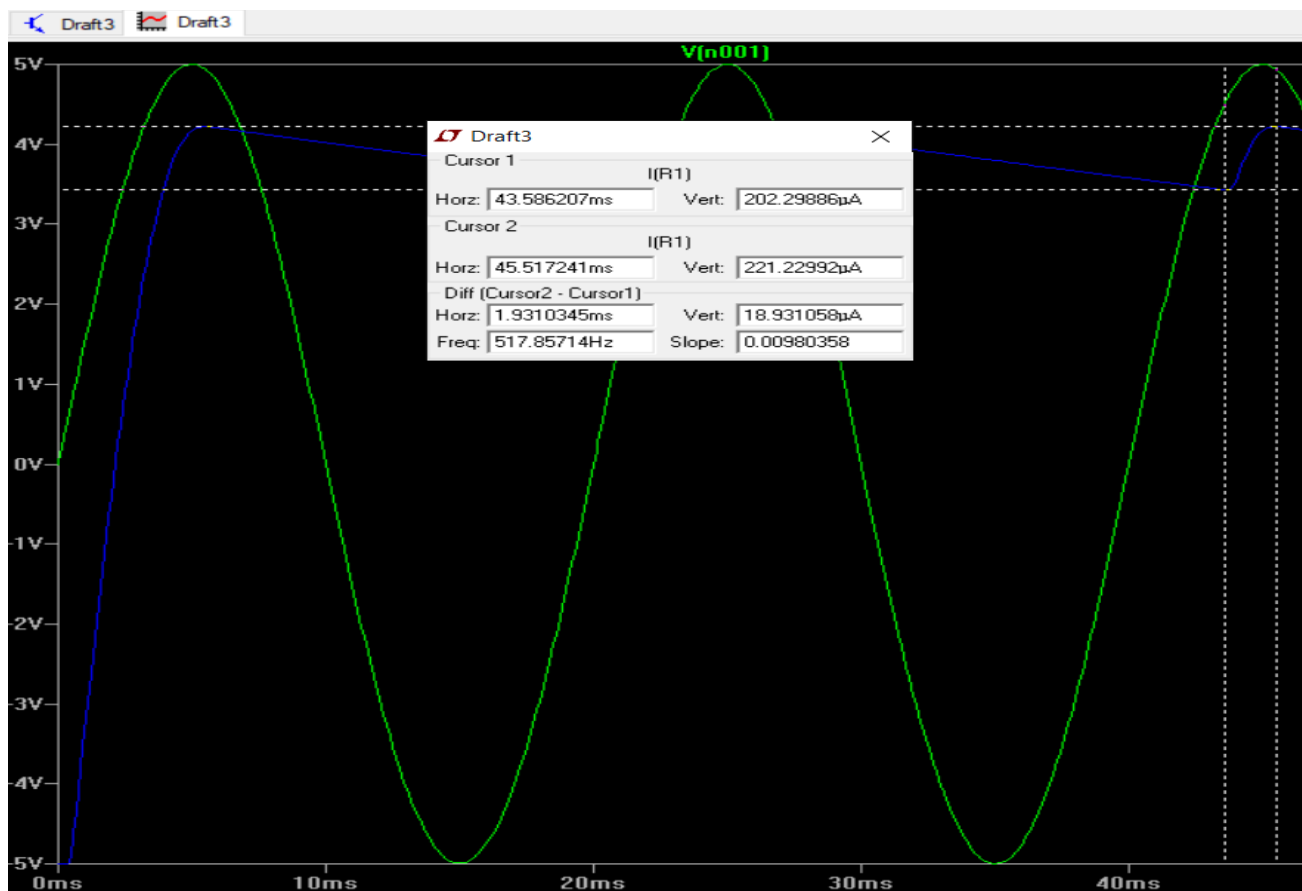 Draft3 Draft3
V(n001)
5V
4V
3V
2V
1V
0V
-1V
-2V
-3V
-4V
-5V
LT Draft3
Cursor 1
I(R1)
Horz: 43.586207ms Vert: 202.29886µA
Cursor 2
I(R1)
Horz: 45.517241ms Vert: 221.22992µA
Diff (Cursor2 - Cursor1)
Horz: 1.9310345ms Vert: 18.931058µA
Freq: 517.85714Hz Slope: 0.00980358
0ms 10ms 20ms 30ms 40ms